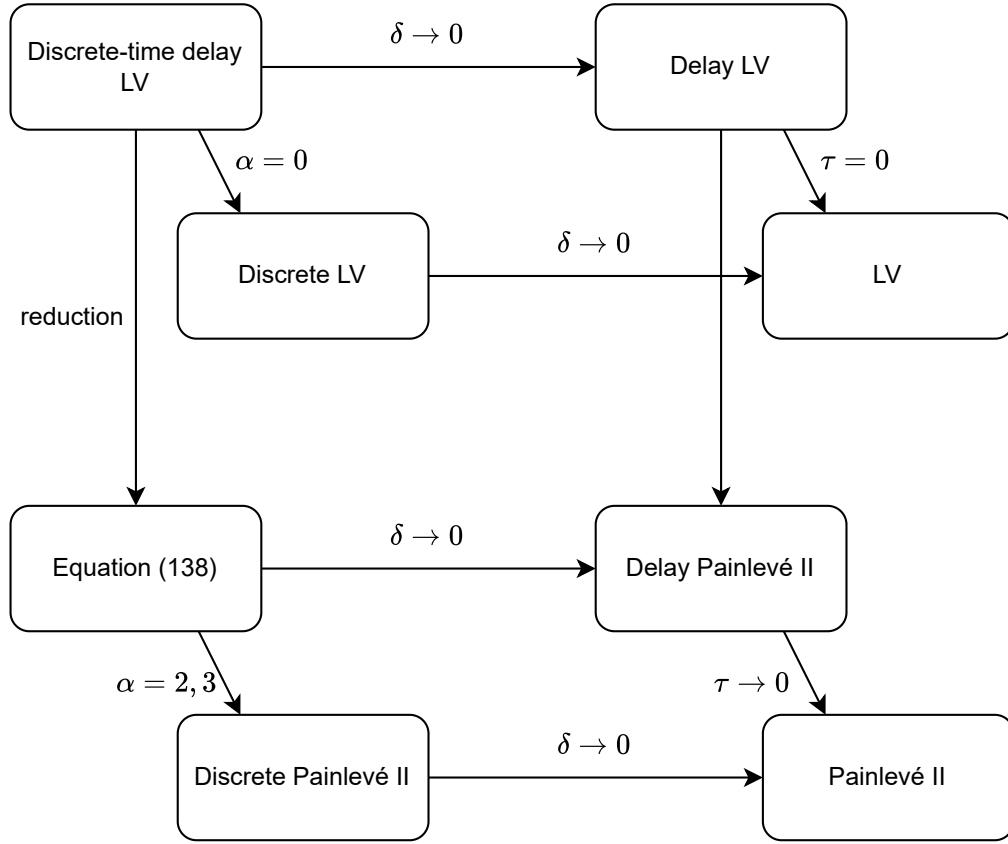 Discrete-time delay
LV
δ → 0
Delay LV
α = 0
τ = 0
Discrete LV
δ → 0
LV
reduction
Equation (138)
δ → 0
Delay Painlevé II
α = 2, 3
τ → 0
Discrete Painlevé II
δ → 0
Painlevé II